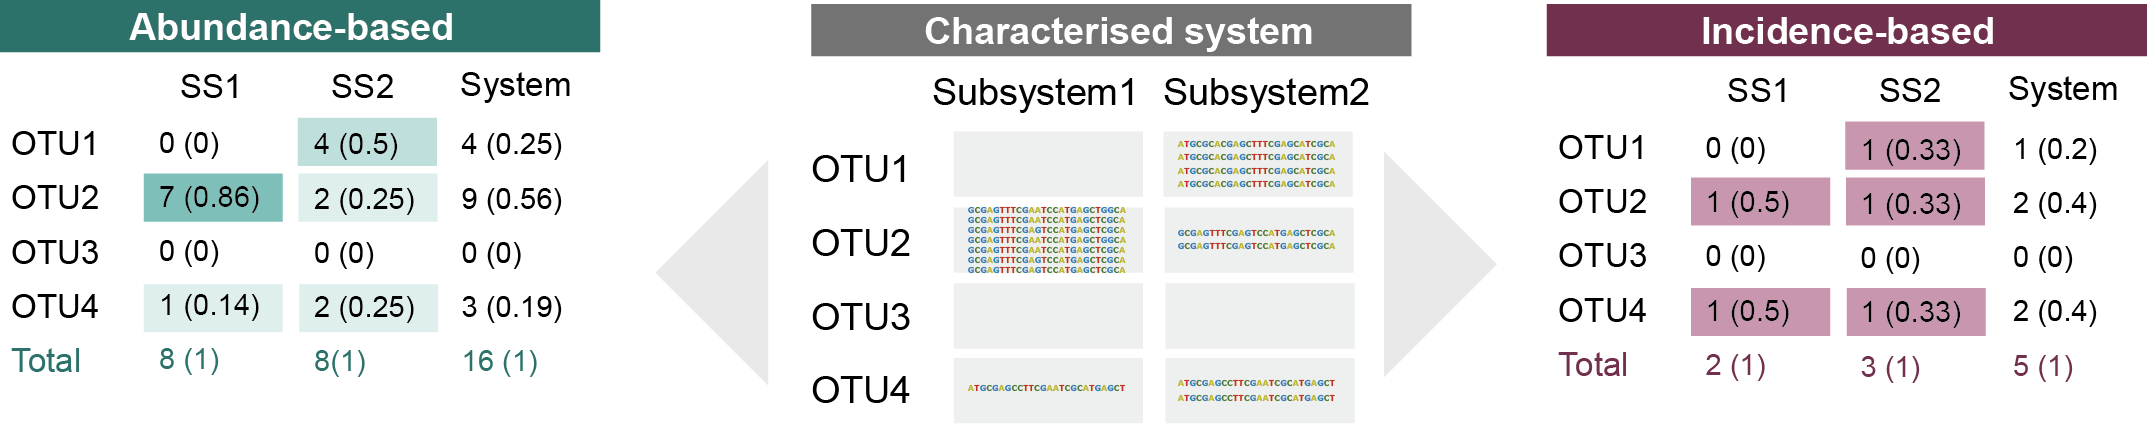 Abundance-based
SS1 SS2 System
OTU1 0 (0) 4 (0.5) 4 (0.25)
OTU2 7 (0.86) 2 (0.25) 9 (0.56)
OTU3 0 (0) 0 (0) 0 (0)
OTU4 1 (0.14) 2 (0.25) 3 (0.19)
Total 8 (1) 8(1) 16 (1)
Characterised system
Subsystem1 Subsystem2
OTU1
ATGCGCACGAGCTTTCGAGCATCGCA
ATGCGCACGAGCTTTCGAGCATCGCA
ATGCGCACGAGCTTTCGAGCATCGCA
ATGCGCACGAGCTTTCGAGCATCGCA
OTU2
GCGAGTTTCGAATCCATGAGCTGGCA
GCGAGTTTCGAATCCATGAGCTCGCA
GCGAGTTTCGAATCCATGAGCTCGCA
GCGAGTTTCGAATCCATGAGCTGGCA
GCGAGTTTCGAATCCATGAGCTCGCA
GCGAGTTTCGAGTCCATGAGCTCGCA
GCGAGTTTCGAGTCCATGAGCTCGCA
GCGAGTTTCGAGTCCATGAGCTCGCA
GCGAGTTTCGAATCCATGAGCTCGCA
OTU3
OTU4
ATGCGAGCCTTCGAATCGCATGAGCT
ATGCGAGCCTTCGAATCGCATGAGCT
ATGCGAGCCTTCGAATCGCATGAGCT
Incidence-based
SS1 SS2 System
OTU1 0 (0) 1 (0.33) 1 (0.2)
OTU2 1 (0.5) 1 (0.33) 2 (0.4)
OTU3 0 (0) 0 (0) 0 (0)
OTU4 1 (0.5) 1 (0.33) 2 (0.4)
Total 2 (1) 3 (1) 5 (1)